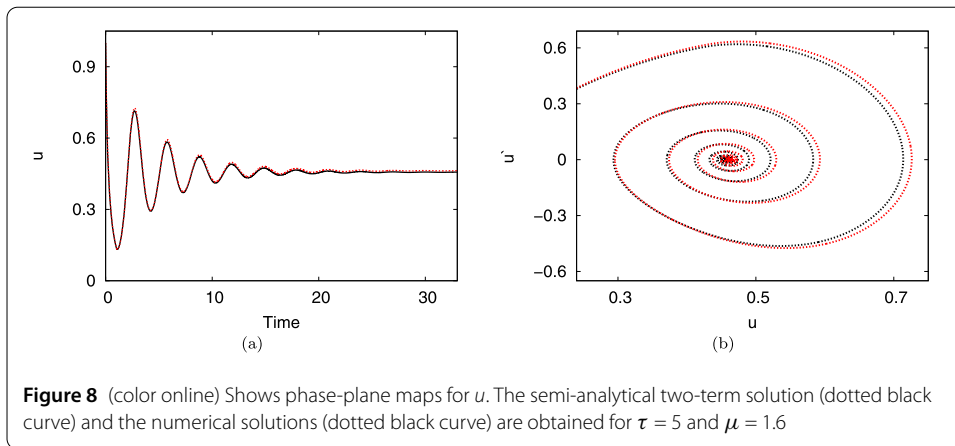 0.9
0.6
0.3
0
u
0 10 20 30
Time
(a)
0.6
0.3
0
−0.3
−0.6
u`
0.3 0.5 0.7
u
(b)
Figure 8 (color online) Shows phase-plane maps for u. The semi-analytical two-term solution (dotted black
curve) and the numerical solutions (dotted black curve) are obtained for τ = 5 and μ = 1.6